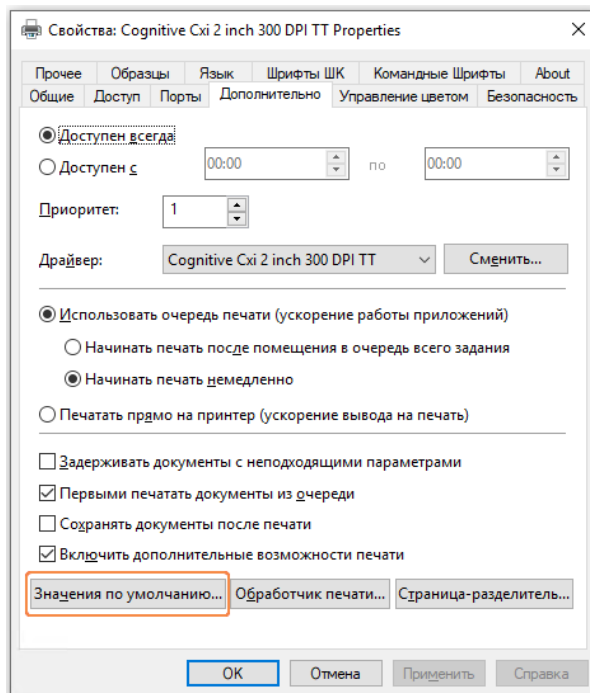 Свойства: Cognitive Cxi 2 inch 300 DPI TT Properties
Прочее Образцы Язык Шрифты ШК Командные Шрифты About
Общие Доступ Порты Дополнительно Управление цветом Безопасность
Доступен всегда
Доступен с 00:00 по 00:00
Приоритет: 1
Драйвер: Cognitive Cxi 2 inch 300 DPI TT Сменить...
Использовать очередь печати (ускорение работы приложений)
Начинать печать после помещения в очередь всего задания
Начинать печать немедленно
Печатать прямо на принтер (ускорение вывода на печать)
Задерживать документы с неподходящими параметрами
Первыми печатать документы из очереди
Сохранять документы после печати
Включить дополнительные возможности печати
Значения по умолчанию... Обработчик печати... Страница-разделитель...
OK Отмена Применить Справка